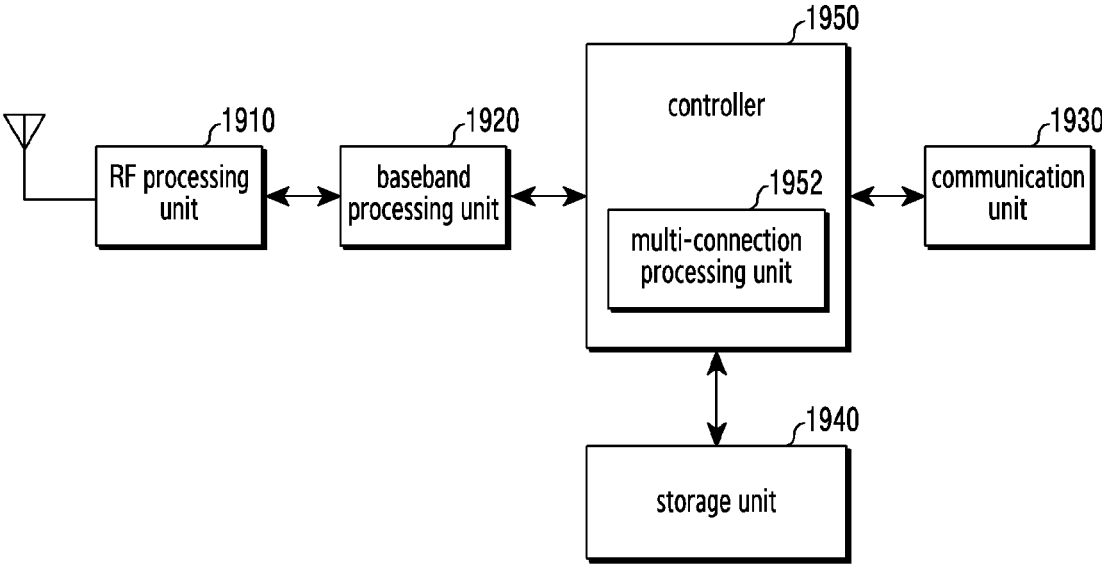 1950
controller
1910
RF processing
unit
1920
baseband
processing unit
1952
multi-connection
processing unit
1930
communication
unit
1940
storage unit